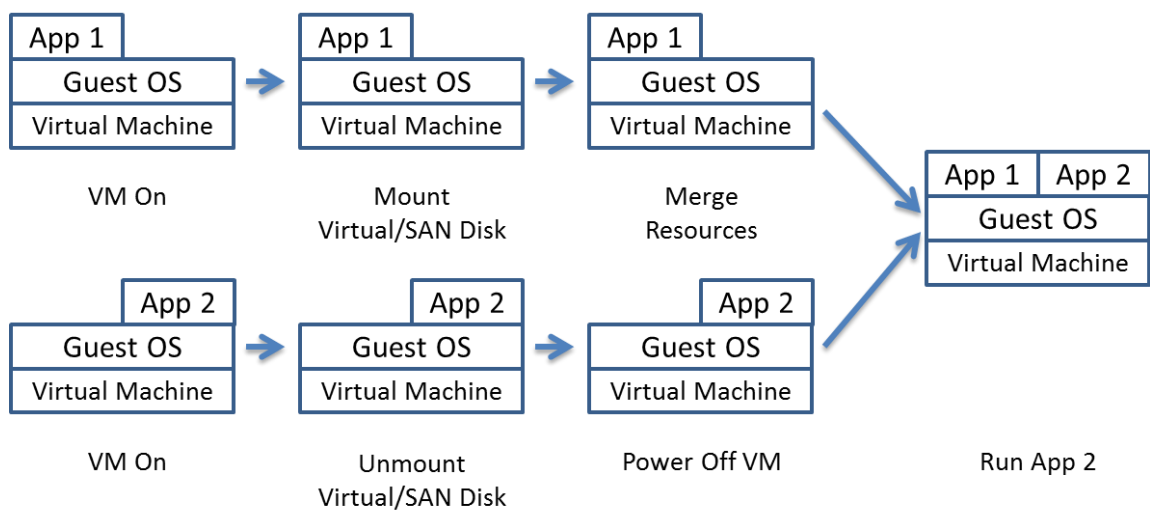 App 1
Guest OS
Virtual Machine
VM On
App 1
Guest OS
Virtual Machine
Mount
Virtual/SAN Disk
App 1
Guest OS
Virtual Machine
Merge
Resources
App 2
Guest OS
Virtual Machine
VM On
App 2
Guest OS
Virtual Machine
Unmount
Virtual/SAN Disk
App 2
Guest OS
Virtual Machine
Power Off VM
App 1 App 2
Guest OS
Virtual Machine
Run App 2